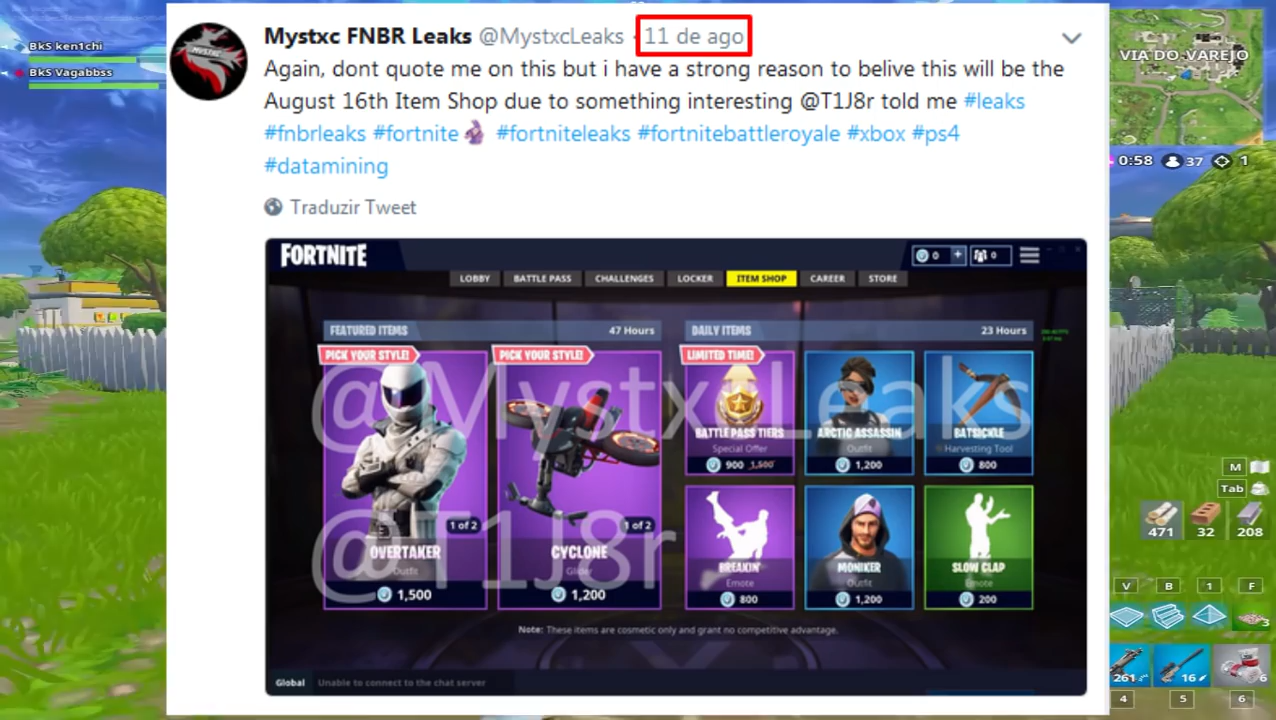 BkS ken1chi
BkS Vagabbss
Mystxc FNBR Leaks @MystxcLeaks · 11 de ago
Again, dont quote me on this but i have a strong reason to belive this will be the
August 16th Item Shop due to something interesting @T1J8r told me #leaks
#fnbrleaks #fortnite #fortniteleaks #fortnitebattleroyale #xbox #ps4
#datamining
Traduzir Tweet
MYSTXC
FORTNITE
0 + 0
LOBBY BATTLE PASS CHALLENGES LOCKER ITEM SHOP CAREER STORE
FEATURED ITEMS 47 Hours
DAILY ITEMS 23 Hours
PICK YOUR STYLE!
1 of 2
OVERTAKER
Outfit
1,500
PICK YOUR STYLE!
1 of 2
CYCLONE
Glider
1,200
LIMITED TIME!
BATTLE PASS TIERS
Special Offer
900 1,500
ARCTIC ASSASSIN
Outfit
1,200
BATSICKLE
Harvesting Tool
800
BREAKIN'
Emote
800
MONIKER
Outfit
1,200
SLOW CLAP
Emote
200
@MystxcLeaks
@T1J8r
Note: These items are cosmetic only and grant no competitive advantage.
Global Unable to connect to the chat server
VIA DO VAREJO
0:58 37 1
M
Tab
471 32 208
V B 1 F
3
261 16 6
4 5 6